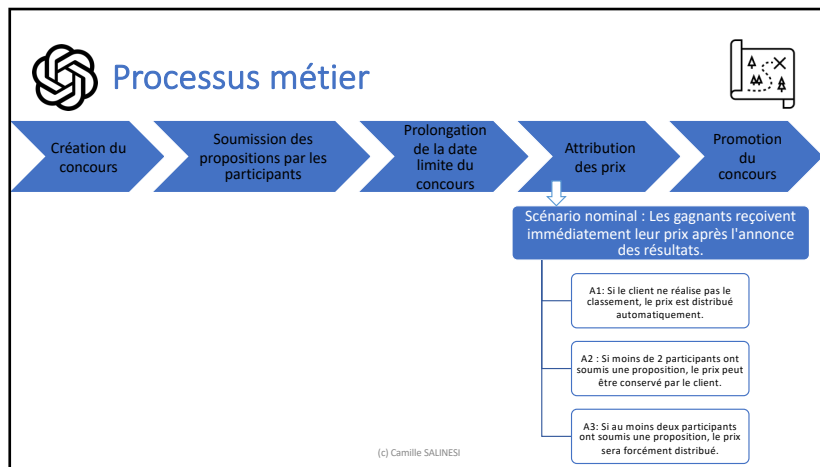 Processus métier
Création du
concours
Soumission des
propositions par les
participants
Prolongation
de la date
limite du
concours
Attribution
des prix
Promotion
du
concours
Scénario nominal : Les gagnants reçoivent
immédiatement leur prix après l'annonce
des résultats.
A1: Si le client ne réalise pas le
classement, le prix est distribué
automatiquement.
A2 : Si moins de 2 participants ont
soumis une proposition, le prix peut
être conservé par le client.
A3: Si au moins deux participants
ont soumis une proposition, le prix
sera forcément distribué.
(c) Camille SALINESI